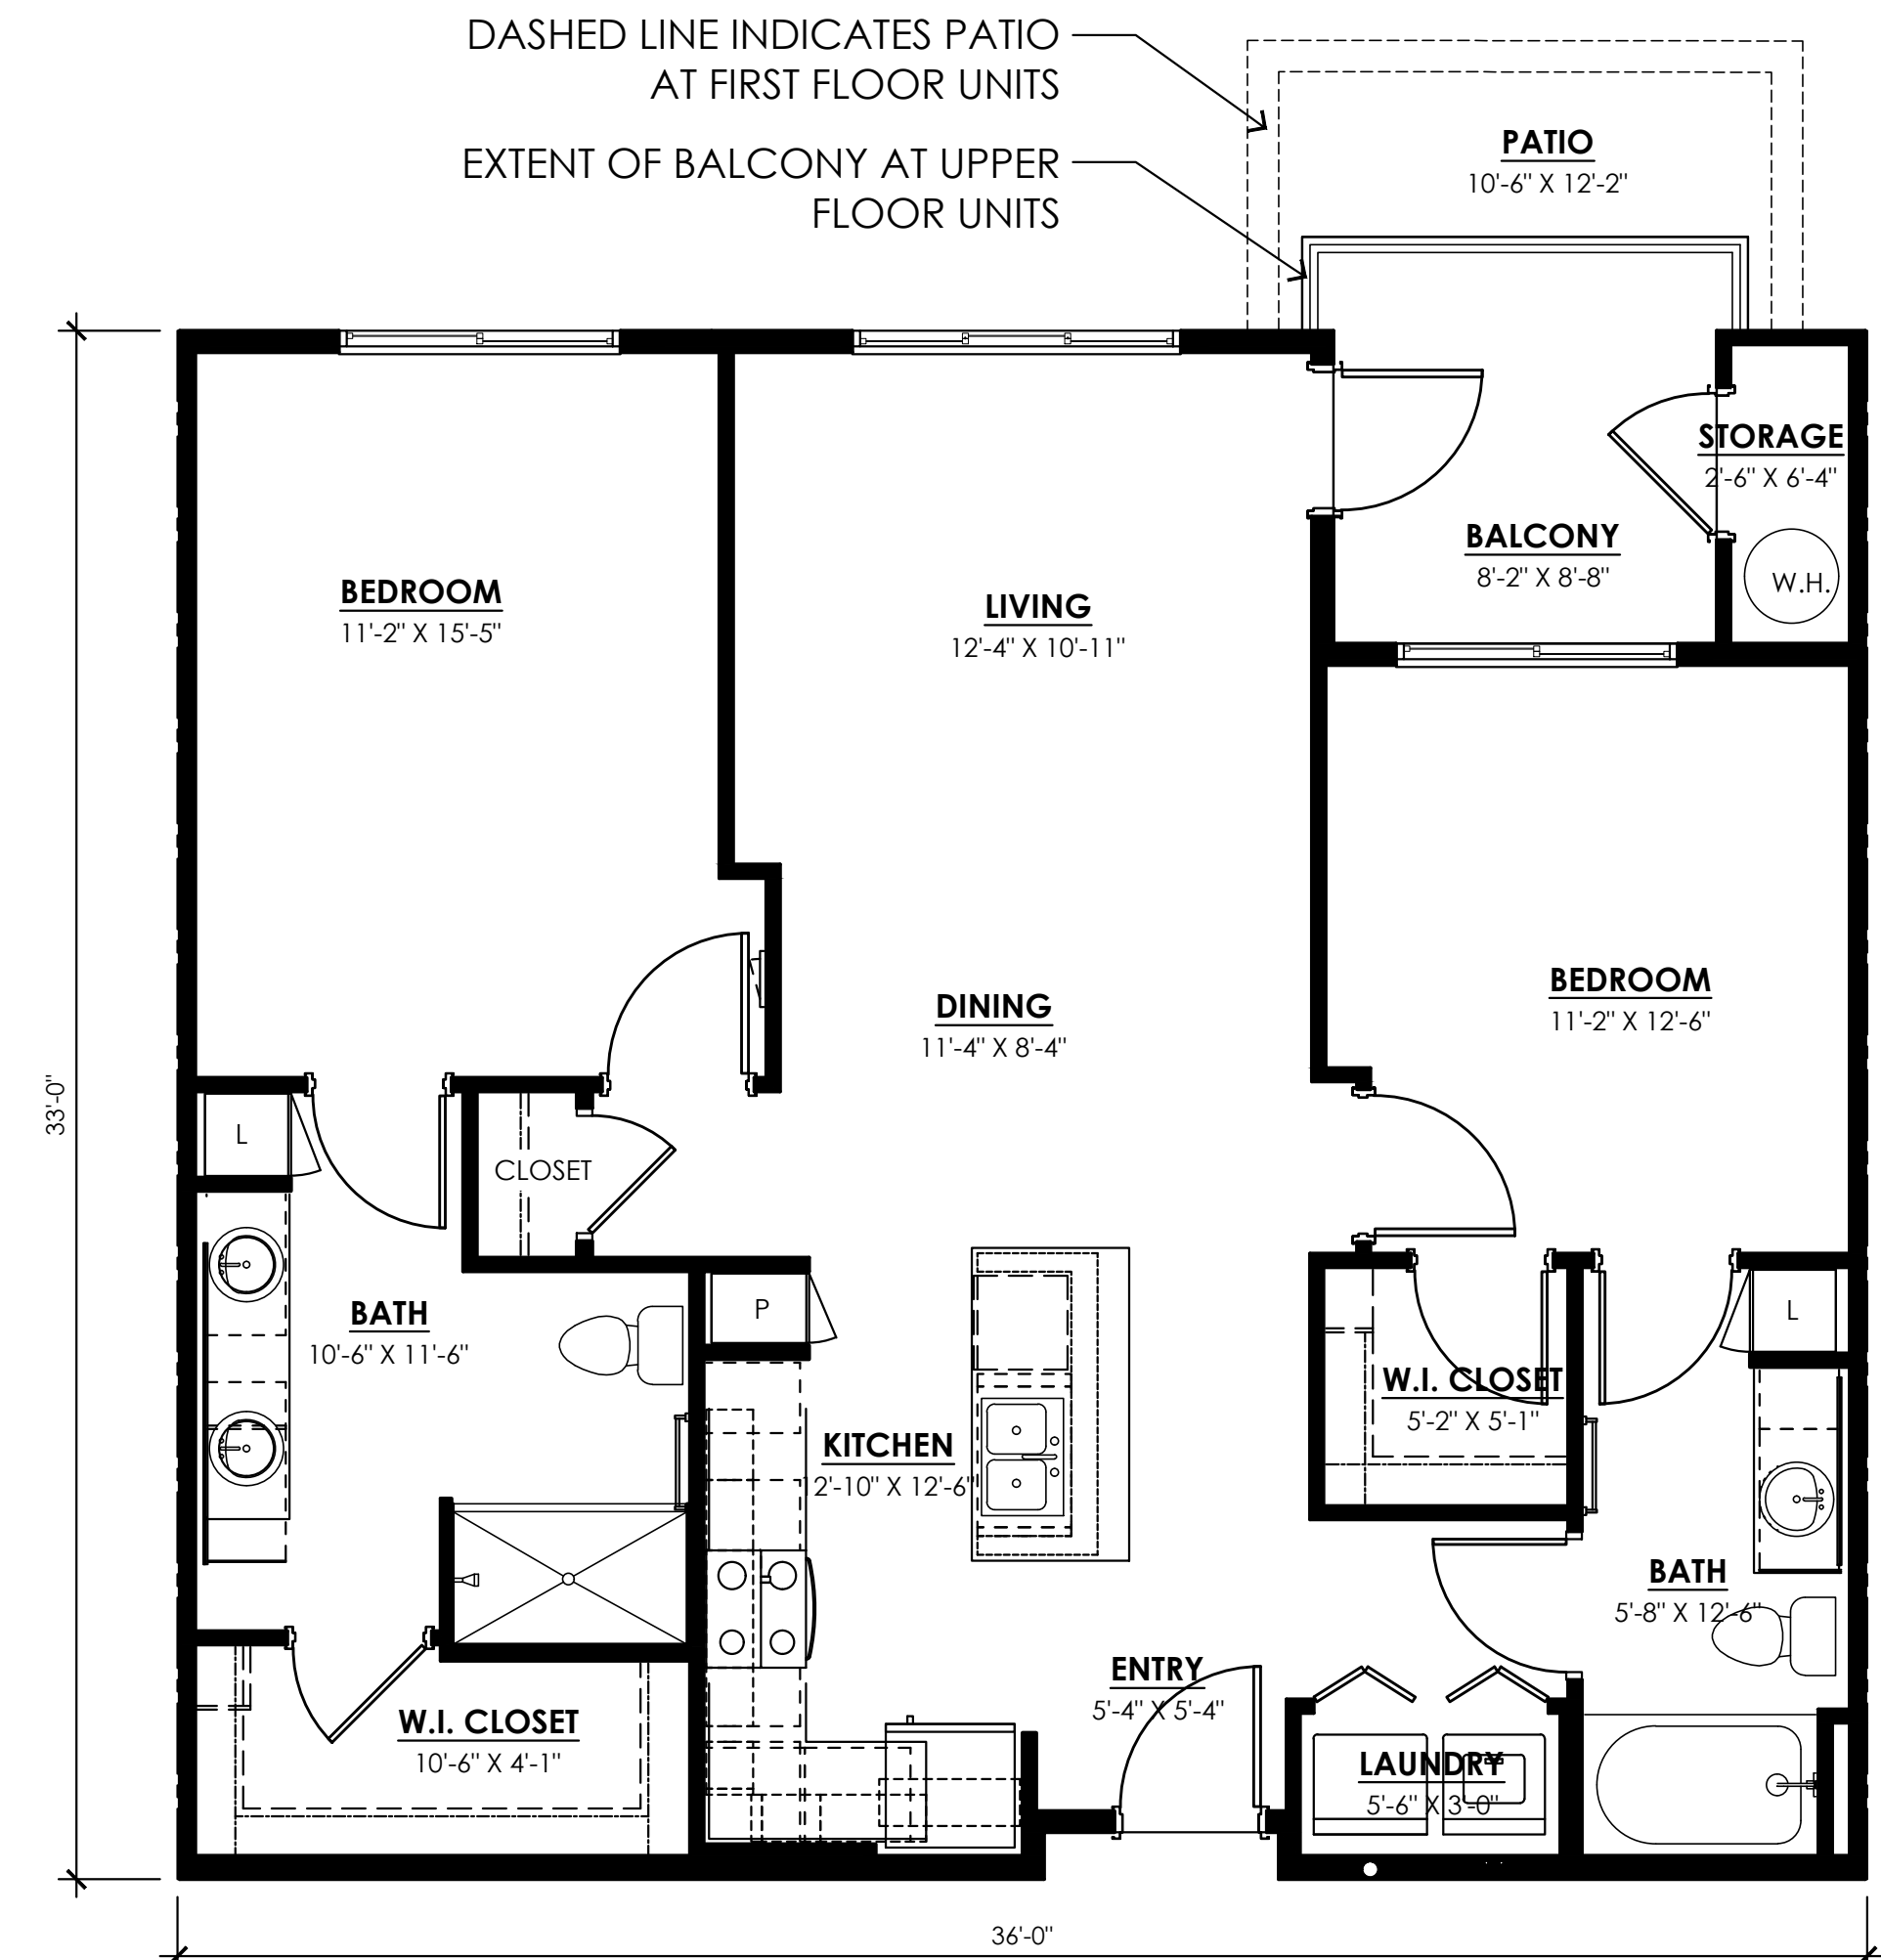 DASHED LINE INDICATES PATIO
AT FIRST FLOOR UNITS
EXTENT OF BALCONY AT UPPER
FLOOR UNITS
PATIO
10'-6" X 12'-2"
STORAGE
2'-6" X 6'-4"
BALCONY
8'-2" X 8'-8"
W.H.
BEDROOM
11'-2" X 15'-5"
LIVING
12'-4" X 10'-11"
BEDROOM
11'-2" X 12'-6"
DINING
11'-4" X 8'-4"
33'-0"
L
CLOSET
BATH
10'-6" X 11'-6"
P
L
W.I. CLOSET
5'-2" X 5'-1"
KITCHEN
12'-10" X 12'-6"
BATH
5'-8" X 12'-6"
ENTRY
5'-4" X 5'-4"
W.I. CLOSET
10'-6" X 4'-1"
LAUNDRY
5'-6" X 3'-0"
36'-0"